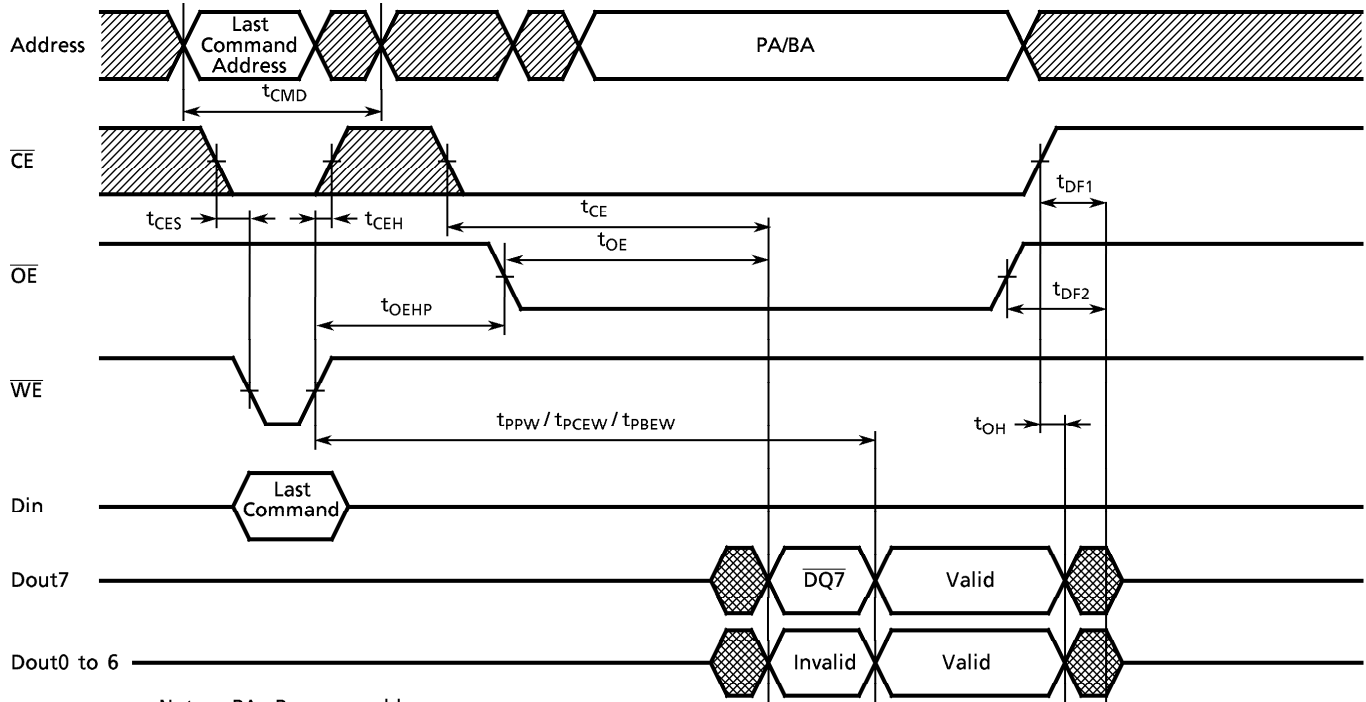 Address
Last
Command
Address
PA/BA
tCMD
CE
tCES
tCEH
tCE
tDF1
OE
tOE
tOEHP
tDF2
WE
tPPW / tPCEW / tPBEW
tOH
Din
Last
Command
Dout7
DQ7
Valid
Dout0 to 6
Invalid
Valid